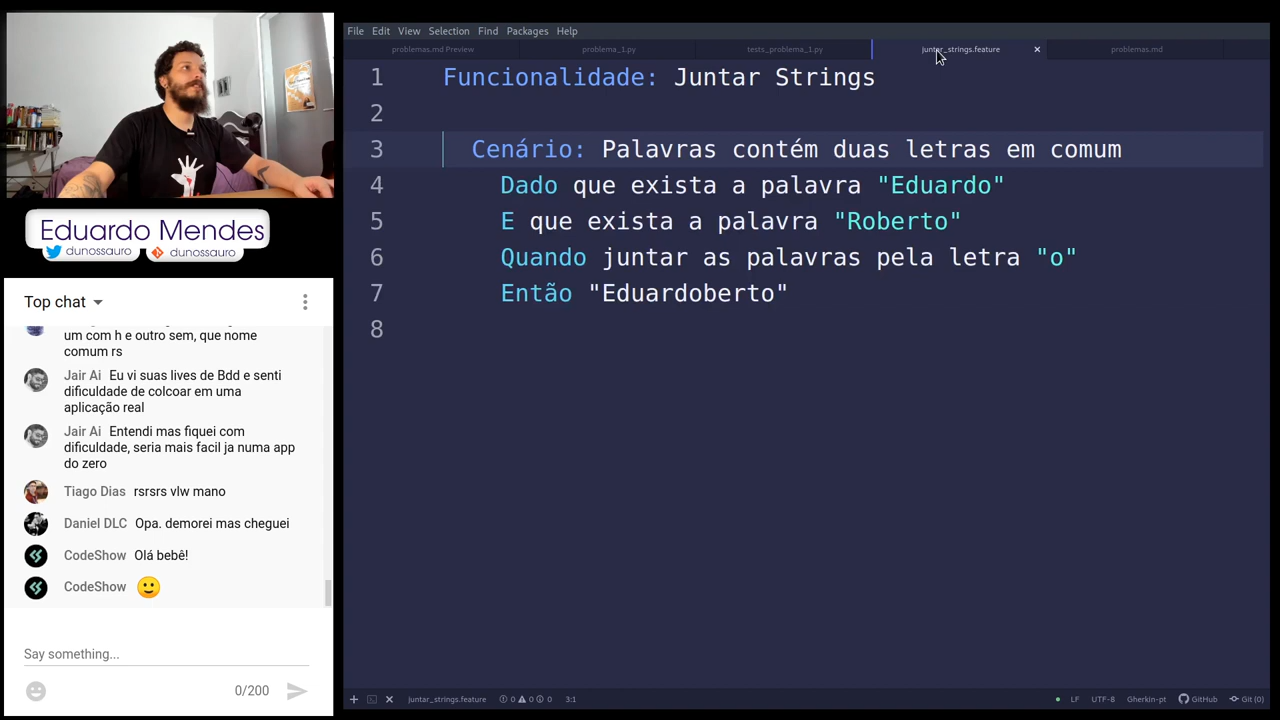 File Edit View Selection Find Packages Help
problemas.md Preview
problema_1.py
tests_problema_1.py
juntar_strings.feature
problemas.md
1 Funcionalidade: Juntar Strings
2
3 Cenário: Palavras contém duas letras em comum
4 Dado que exista a palavra "Eduardo"
5 E que exista a palavra "Roberto"
6 Quando juntar as palavras pela letra "o"
7 Então "Eduardoberto"
8
Eduardo Mendes
dunossauro
dunossauro
Top chat
um com h e outro sem, que nome
comum rs
Jair Ai Eu vi suas lives de Bdd e senti
dificuldade de colcoar em uma
aplicação real
Jair Ai Entendi mas fiquei com
dificuldade, seria mais facil ja numa app
do zero
Tiago Dias rsrsrs vlw mano
Daniel DLC Opa. demorei mas cheguei
CodeShow Olá bebê!
CodeShow 🙂
Say something...
0/200
juntar_strings.feature 0 0 0 3:1
LF UTF-8 Gherkin-pt GitHub Git (0)